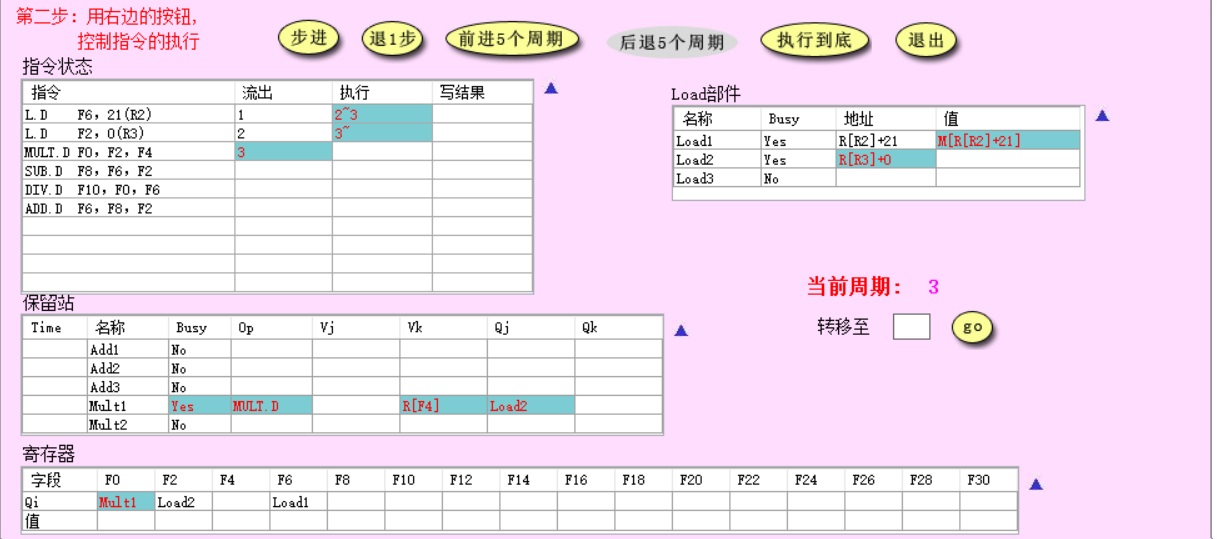 第二步：用右边的按钮，
控制指令的执行
步进 退1步 前进5个周期 后退5个周期 执行到底 退出
指令状态
指令 流出 执行 写结果
L.D F6, 21(R2) 1 2~3
L.D F2, 0(R3) 2 3~
MULT.D F0, F2, F4 3
SUB.D F8, F6, F2
DIV.D F10, F0, F6
ADD.D F6, F8, F2
Load部件
名称 Busy 地址 值
Load1 Yes R[R2]+21 M[R[R2]+21]
Load2 Yes R[R3]+0
Load3 No
当前周期： 3
转移至 go
保留站
Time 名称 Busy Op Vj Vk Qj Qk
Add1 No
Add2 No
Add3 No
Mult1 Yes MULT.D R[F4] Load2
Mult2 No
寄存器
字段 F0 F2 F4 F6 F8 F10 F12 F14 F16 F18 F20 F22 F24 F26 F28 F30
Qi Mult1 Load2 Load1
值